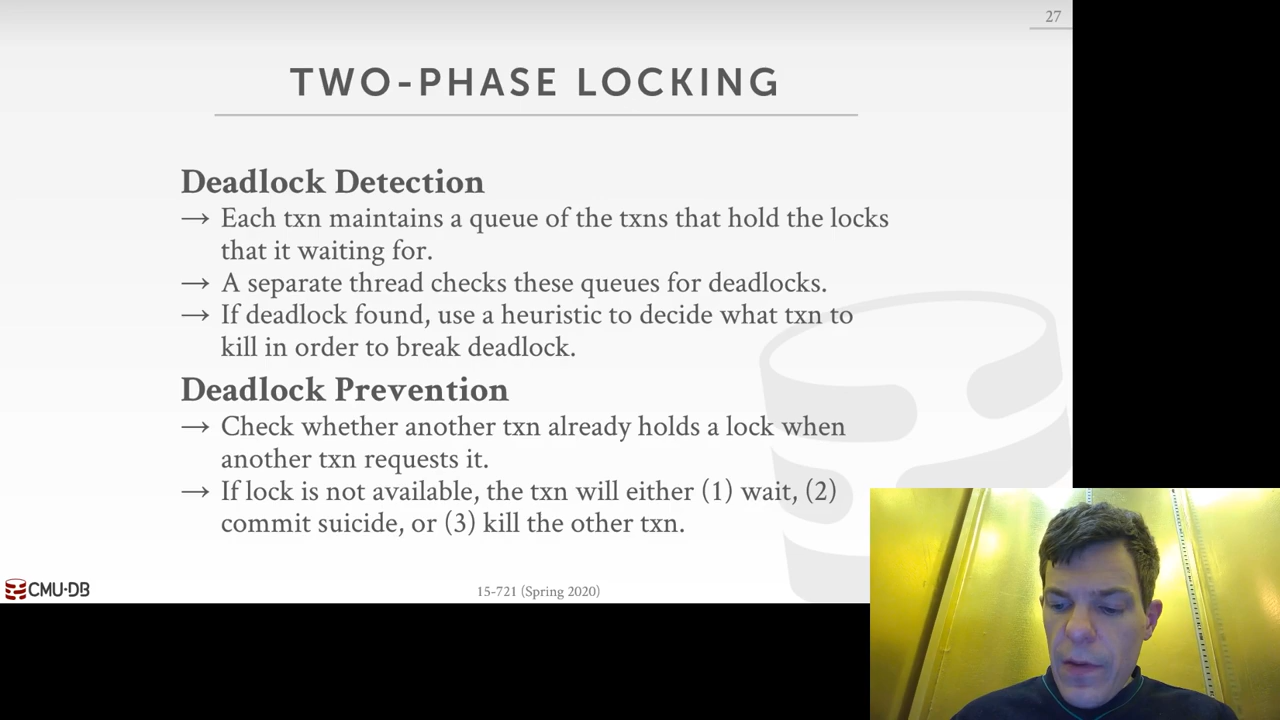 27
TWO-PHASE LOCKING
Deadlock Detection
→ Each txn maintains a queue of the txns that hold the locks
that it waiting for.
→ A separate thread checks these queues for deadlocks.
→ If deadlock found, use a heuristic to decide what txn to
kill in order to break deadlock.
Deadlock Prevention
→ Check whether another txn already holds a lock when
another txn requests it.
→ If lock is not available, the txn will either (1) wait, (2)
commit suicide, or (3) kill the other txn.
CMU·DB
15-721 (Spring 2020)